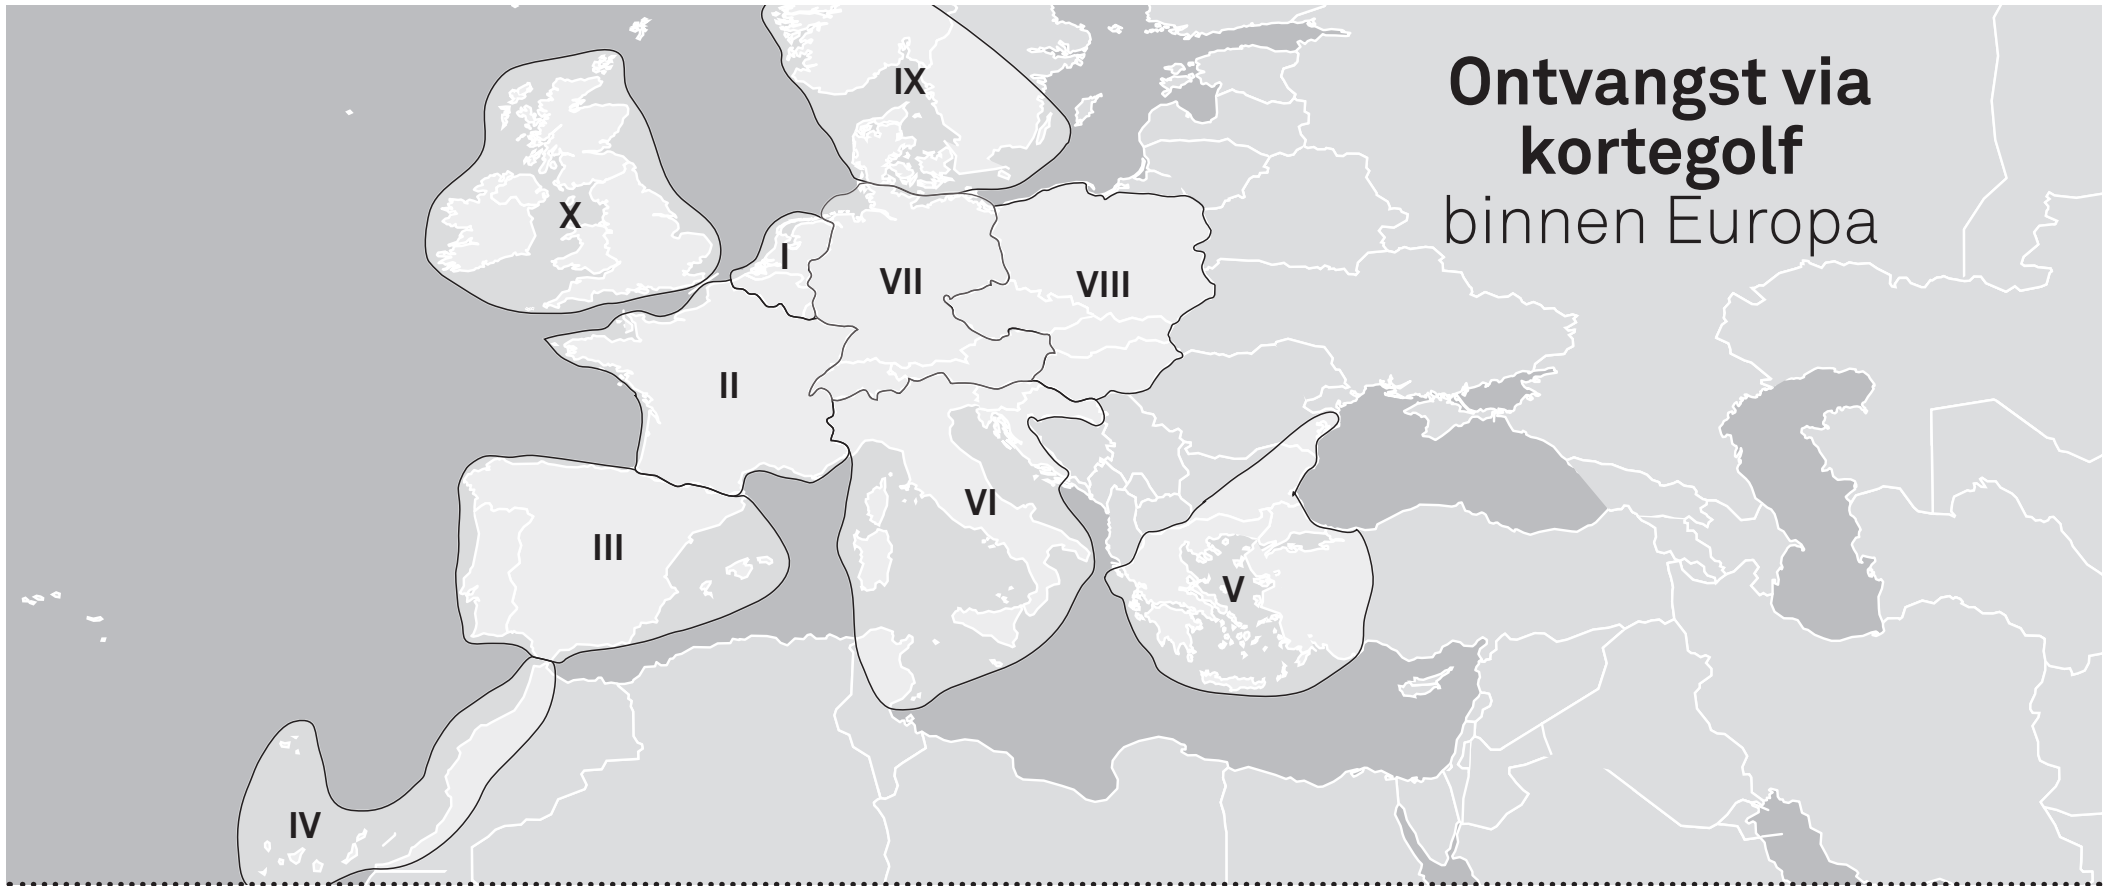 Ontvangst via
kortegolf
binnen Europa
IX
X
I
VII
VIII
II
VI
III
V
IV